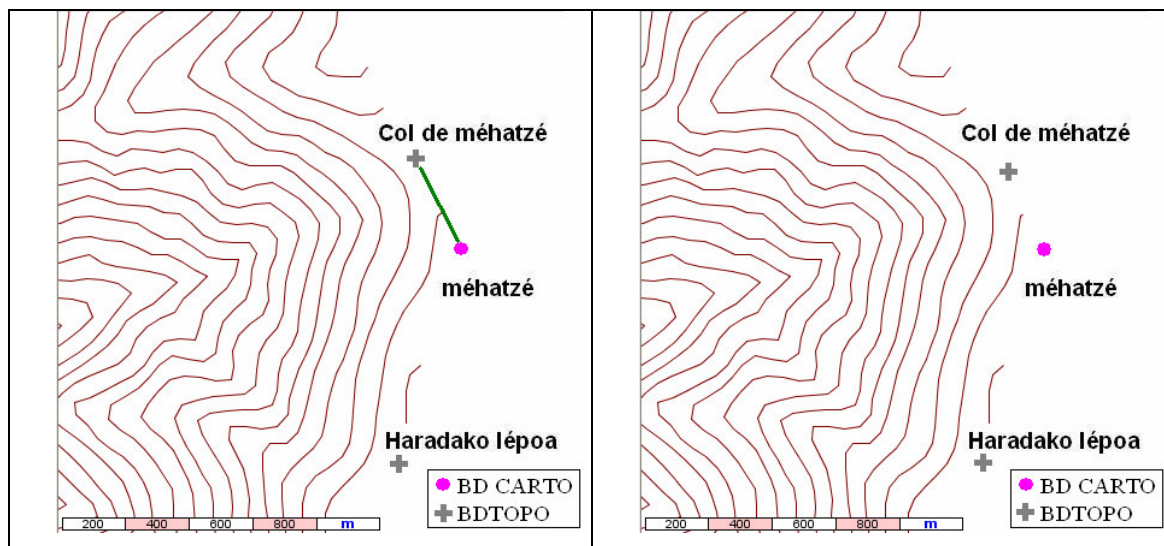 Col de méhatzé
méhatzé
Haradako lépoa
BD CARTO
BDTOPO
200 400 600 800 m
Col de méhatzé
méhatzé
Haradako lépoa
BD CARTO
BDTOPO
200 400 600 800 m